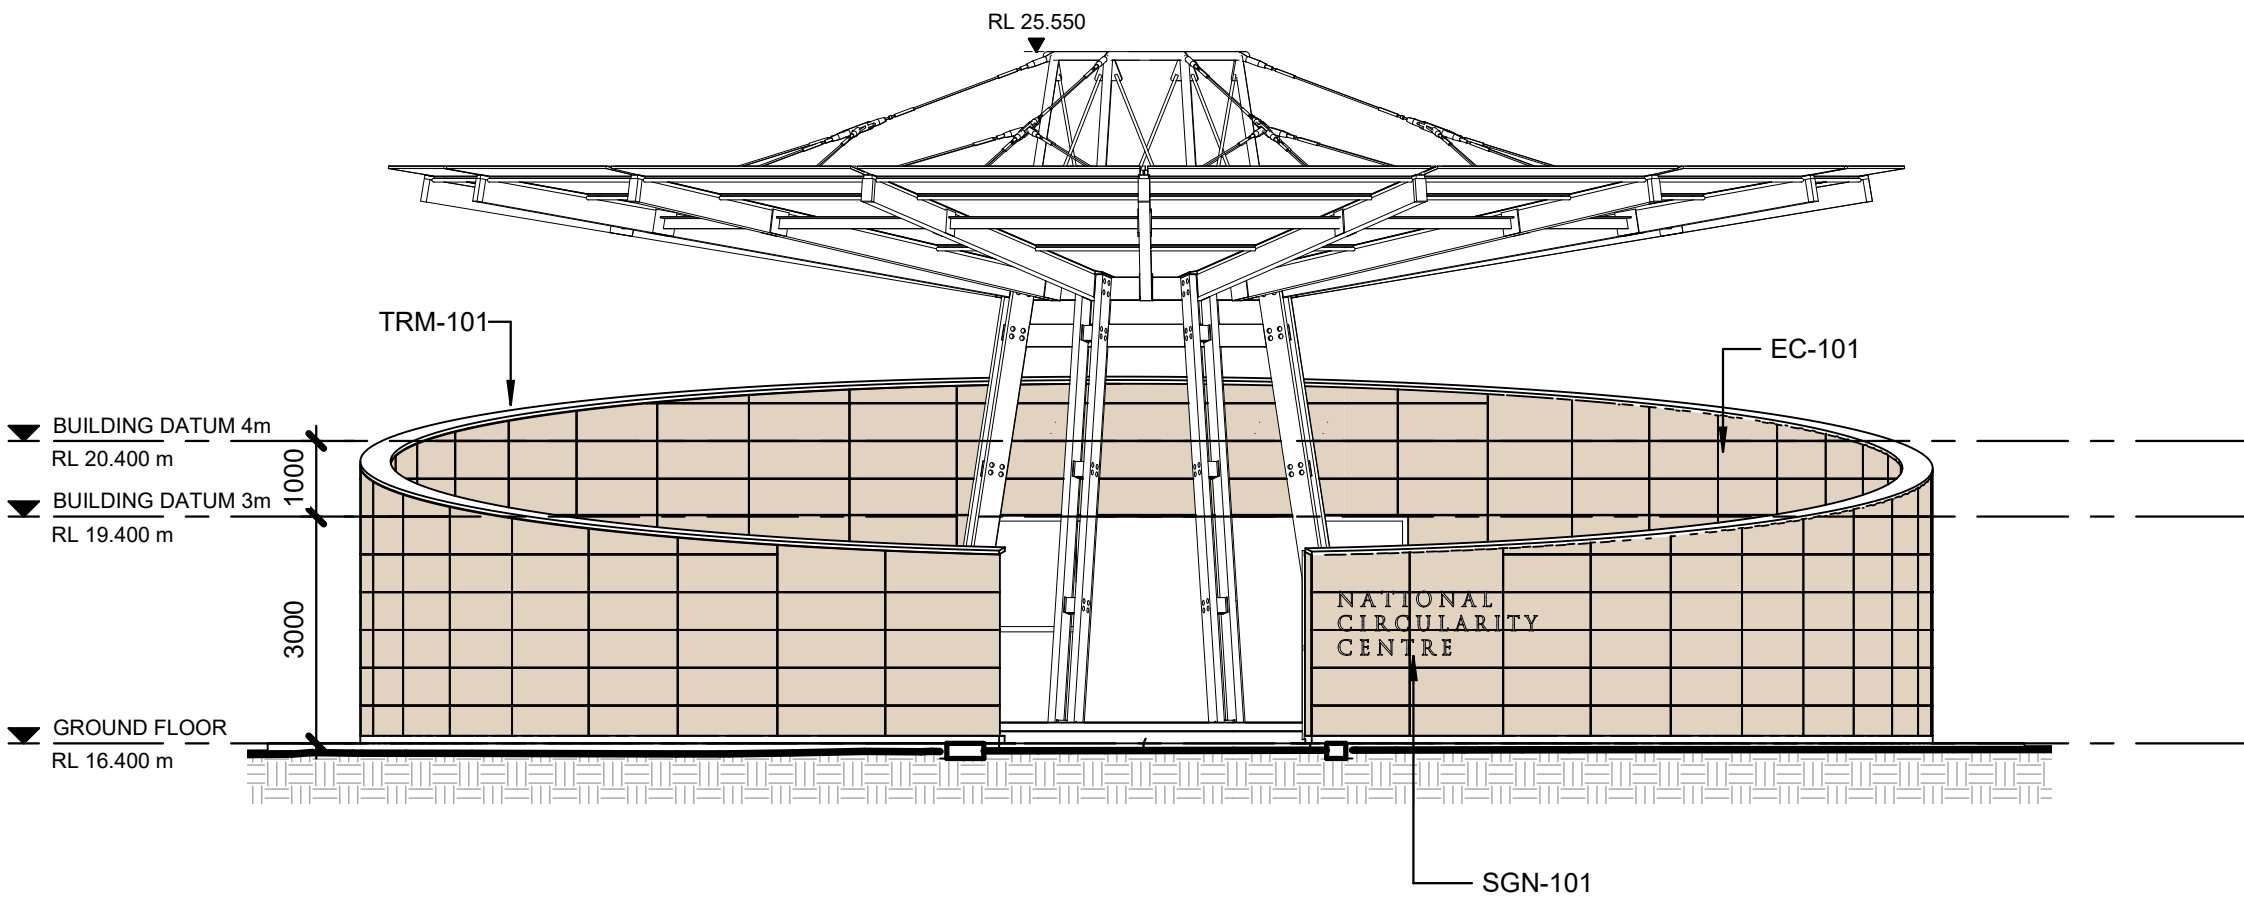 RL 25.550
TRM-101
EC-101
BUILDING DATUM 4m
RL 20.400 m
1000
BUILDING DATUM 3m
RL 19.400 m
3000
NATIONAL
CIRCULARITY
CENTRE
GROUND FLOOR
RL 16.400 m
SGN-101